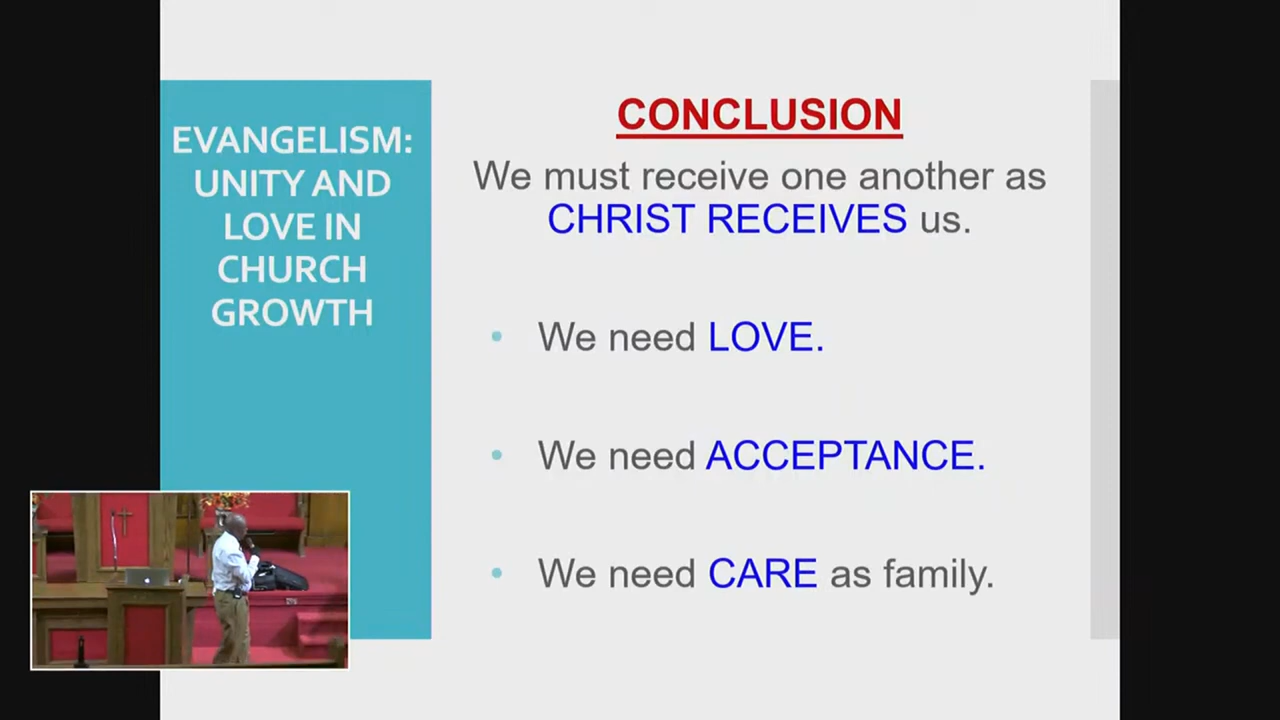 EVANGELISM:
UNITY AND
LOVE IN
CHURCH
GROWTH
CONCLUSION
We must receive one another as
CHRIST RECEIVES us.
• We need LOVE.
• We need ACCEPTANCE.
• We need CARE as family.